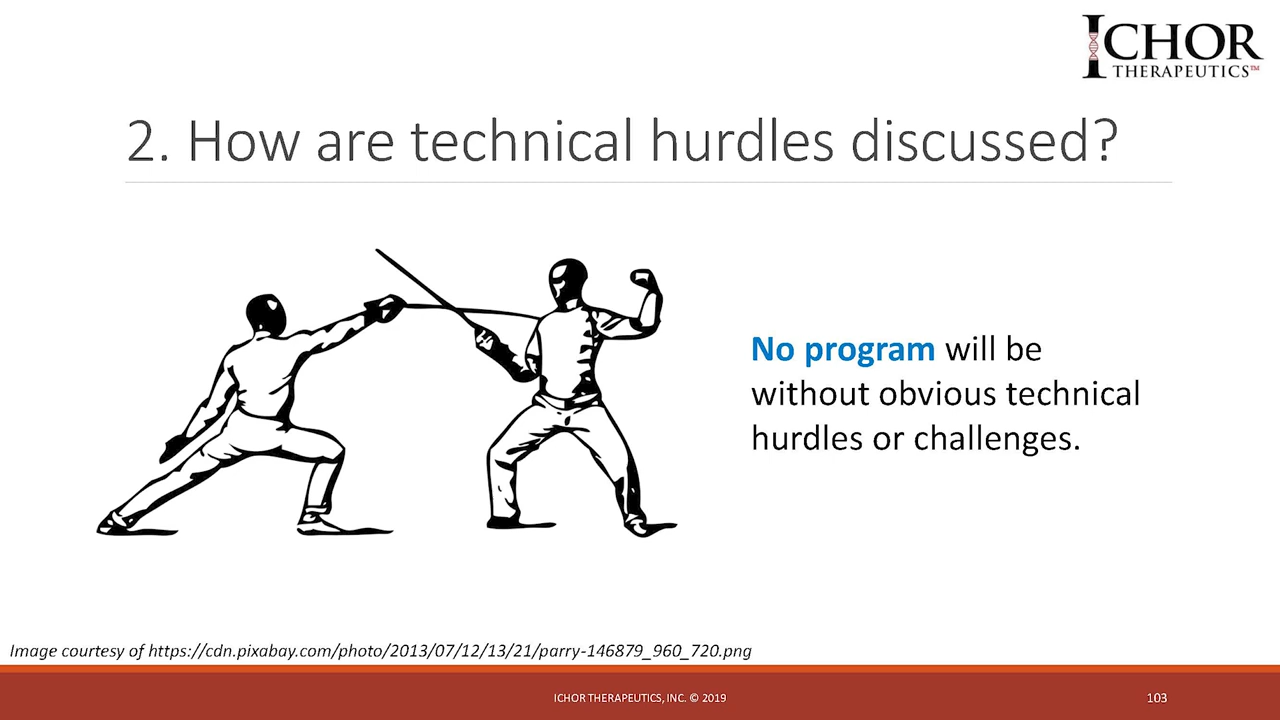 ICHOR
THERAPEUTICS™
2. How are technical hurdles discussed?
No program will be
without obvious technical
hurdles or challenges.
Image courtesy of https://cdn.pixabay.com/photo/2013/07/12/13/21/parry-146879_960_720.png
ICHOR THERAPEUTICS, INC. © 2019
103